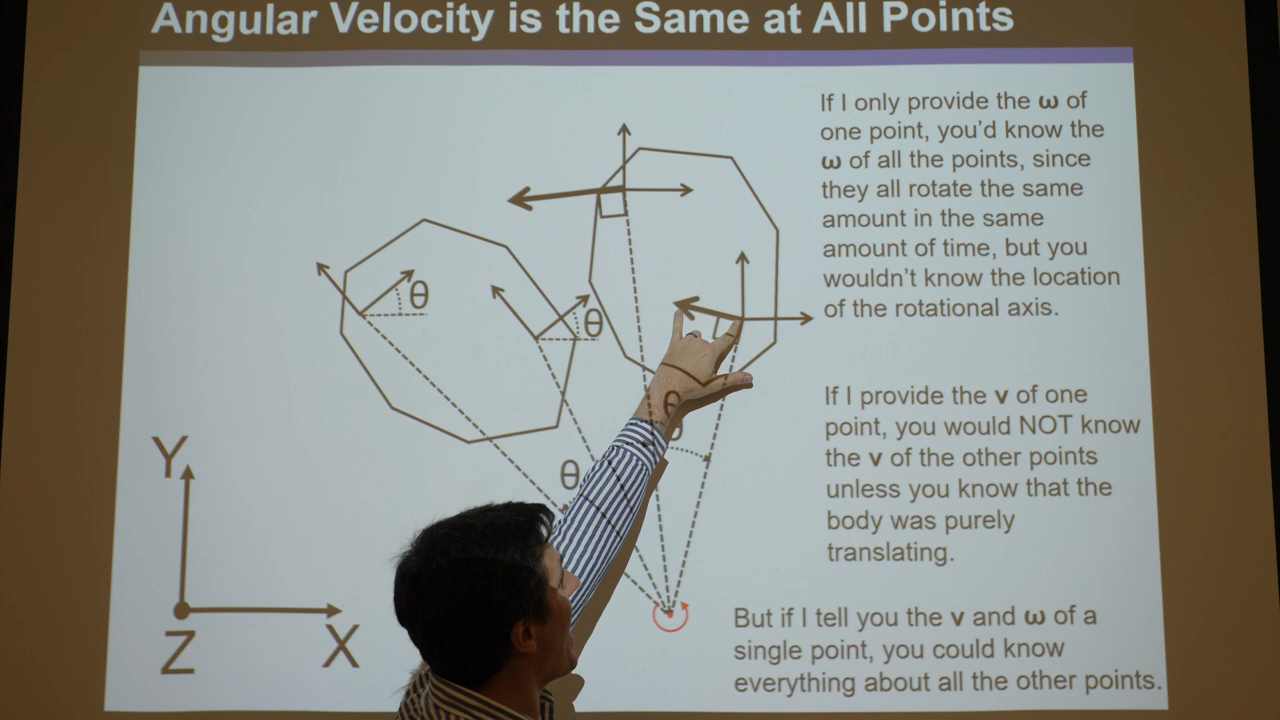 Angular Velocity is the Same at All Points
If I only provide the ω of
one point, you'd know the
ω of all the points, since
they all rotate the same
amount in the same
amount of time, but you
wouldn't know the location
of the rotational axis.
θ
θ
If I provide the v of one
point, you would NOT know
the v of the other points
unless you know that the
body was purely
translating.
θ
θ
θ
Y
Z
X
But if I tell you the v and ω of a
single point, you could know
everything about all the other points.